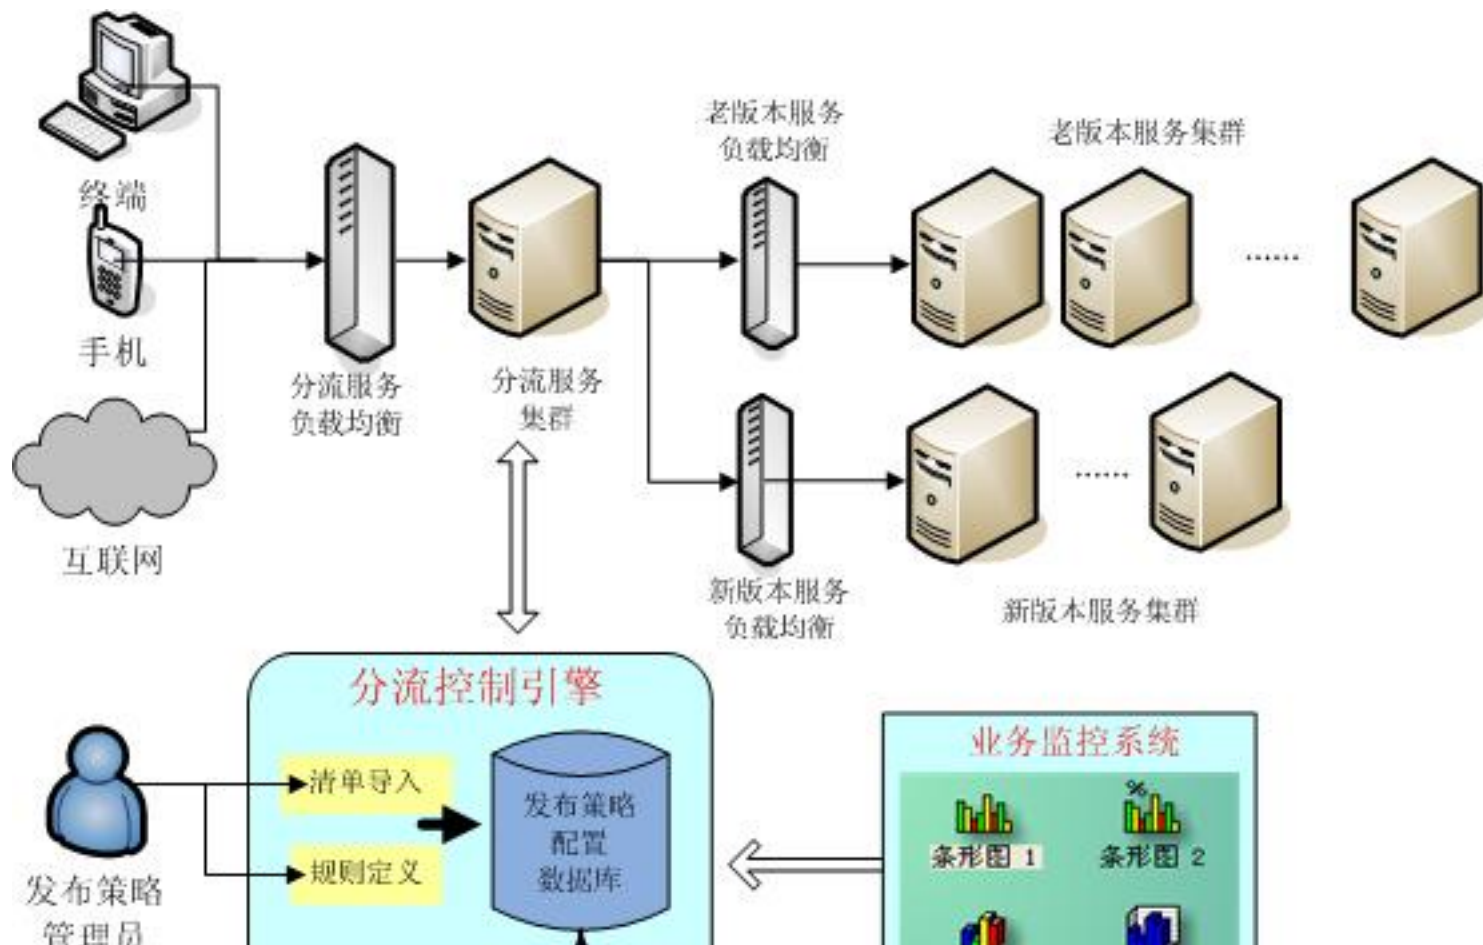 终端
手机
互联网
分流服务
负载均衡
分流服务
集群
老版本服务
负载均衡
老版本服务集群
新版本服务
负载均衡
新版本服务集群
分流控制引擎
清单导入
规则定义
发布策略
配置
数据库
发布策略
管理员
业务监控系统
条形图 1
%
条形图 2